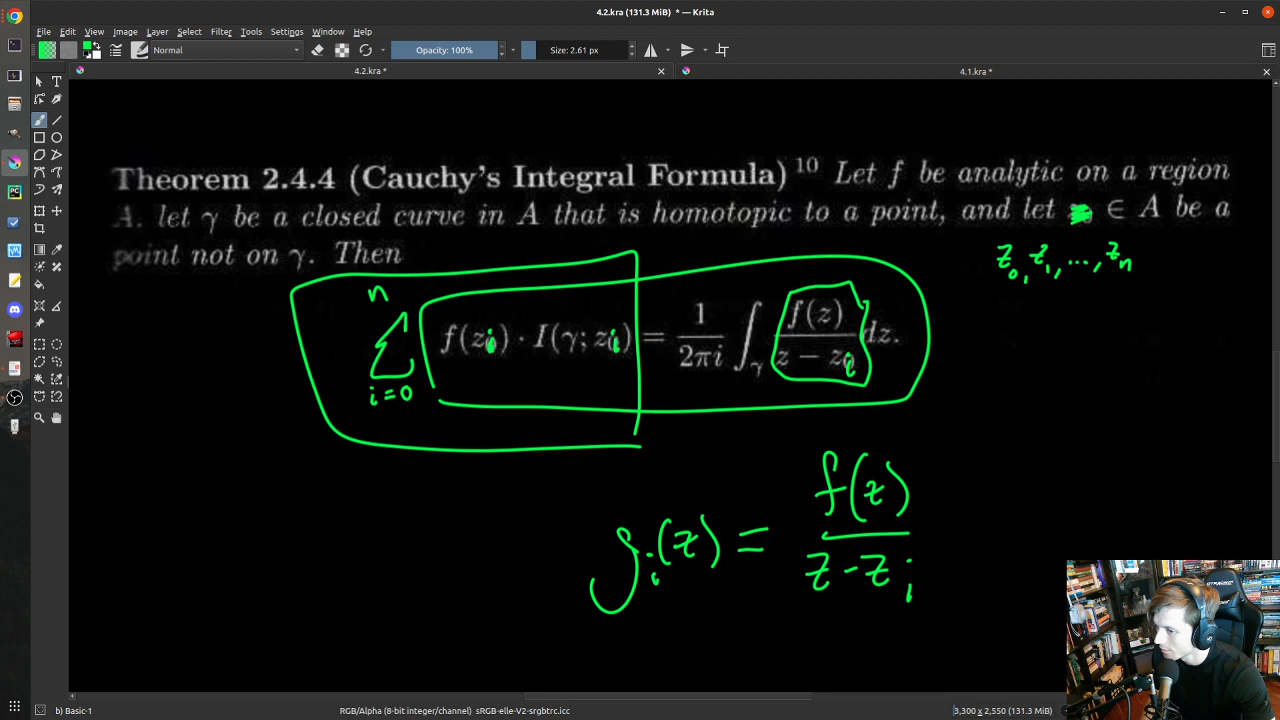 4.2.kra (131.3 MiB) * — Krita
File Edit View Image Layer Select Filter Tools Settings Window Help
Normal Opacity: 100% Size: 2.61 px
4.2.kra * 4.1.kra *
Theorem 2.4.4 (Cauchy's Integral Formula) 10 Let f be analytic on a region
A. let γ be a closed curve in A that is homotopic to a point, and let ∈ A be a
point not on γ. Then
z0, z1, ..., zn
n
∑ f(zi) · I(γ; zi) = 1/2πi ∫γ f(z)/z − zi dz.
i=0
gi(z) = f(z)/z-zi
b) Basic-1 RGB/Alpha (8-bit integer/channel) sRGB-elle-V2-srgbtrc.icc 3,300 x 2,550 (131.3 MiB)